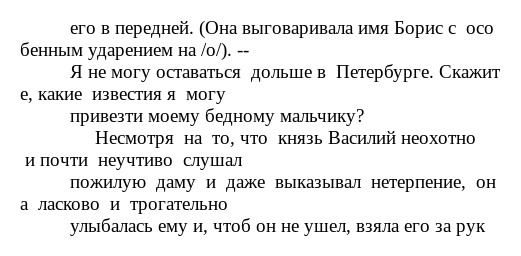 его в передней. (Она выговаривала имя Борис с  осо
бенным ударением на /о/). --
Я не могу оставаться  дольше в  Петербурге. Скажит
е, какие  известия я  могу
привезти моему бедному мальчику?
Несмотря  на  то, что  князь Василий неохотно
и почти  неучтиво  слушал
пожилую  даму  и  даже  выказывал  нетерпение,  он
а  ласково  и  трогательно
улыбалась ему и, чтоб он не ушел, взяла его за рук